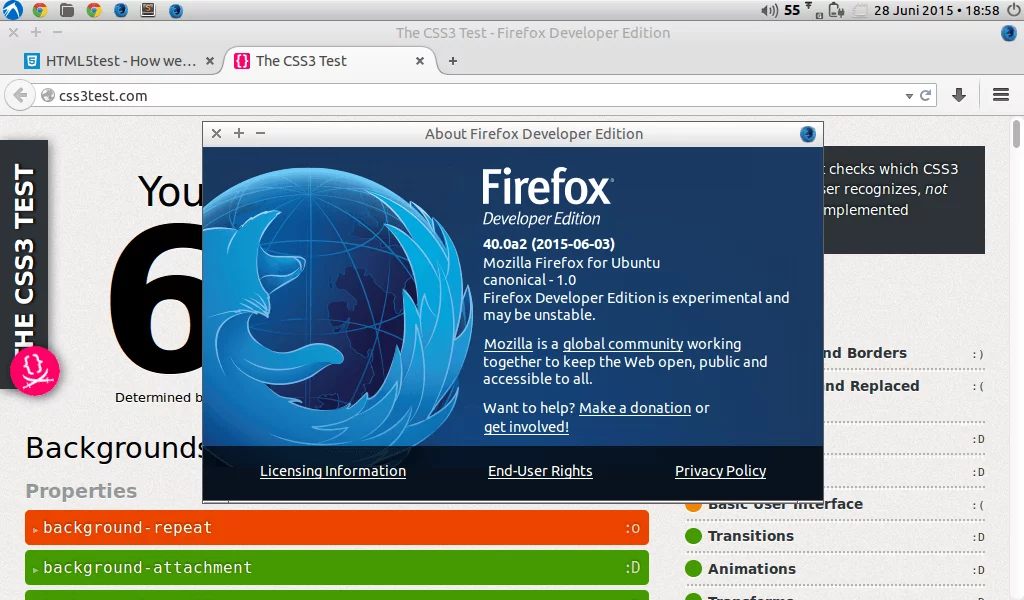 55
28 Juni 2015 • 18:58
The CSS3 Test - Firefox Developer Edition
HTML5test - How we...
The CSS3 Test
css3test.com
THE CSS3 TEST
You
6
Determined b
checks which CSS3
recognizes, not
mplemented
About Firefox Developer Edition
Firefox
Developer Edition
40.0a2 (2015-06-03)
Mozilla Firefox for Ubuntu
canonical - 1.0
Firefox Developer Edition is experimental and
may be unstable.
Mozilla is a global community working
together to keep the Web open, public and
accessible to all.
Want to help? Make a donation or
get involved!
Licensing Information
End-User Rights
Privacy Policy
Backgrounds
Properties
background-repeat :o
background-attachment :D
nd Borders :)
nd Replaced :(
:D
:D
Basic User Interface :(
Transitions :D
Animations :D
Transforms :D